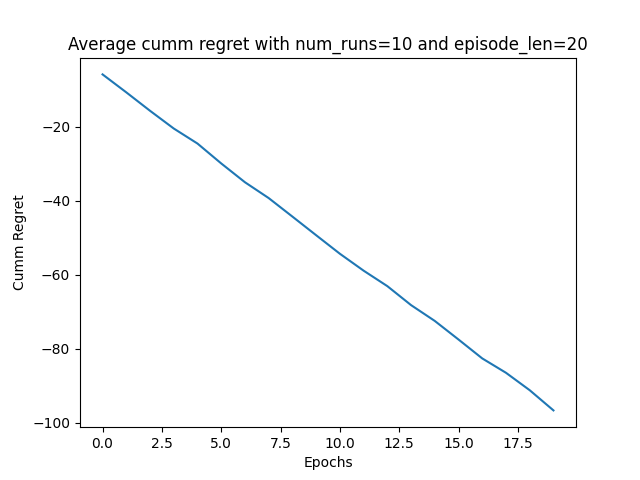 Average cumm regret with num_runs=10 and episode_len=20
−20
−40
−60
−80
−100
Cumm Regret
0.0 2.5 5.0 7.5 10.0 12.5 15.0 17.5
Epochs